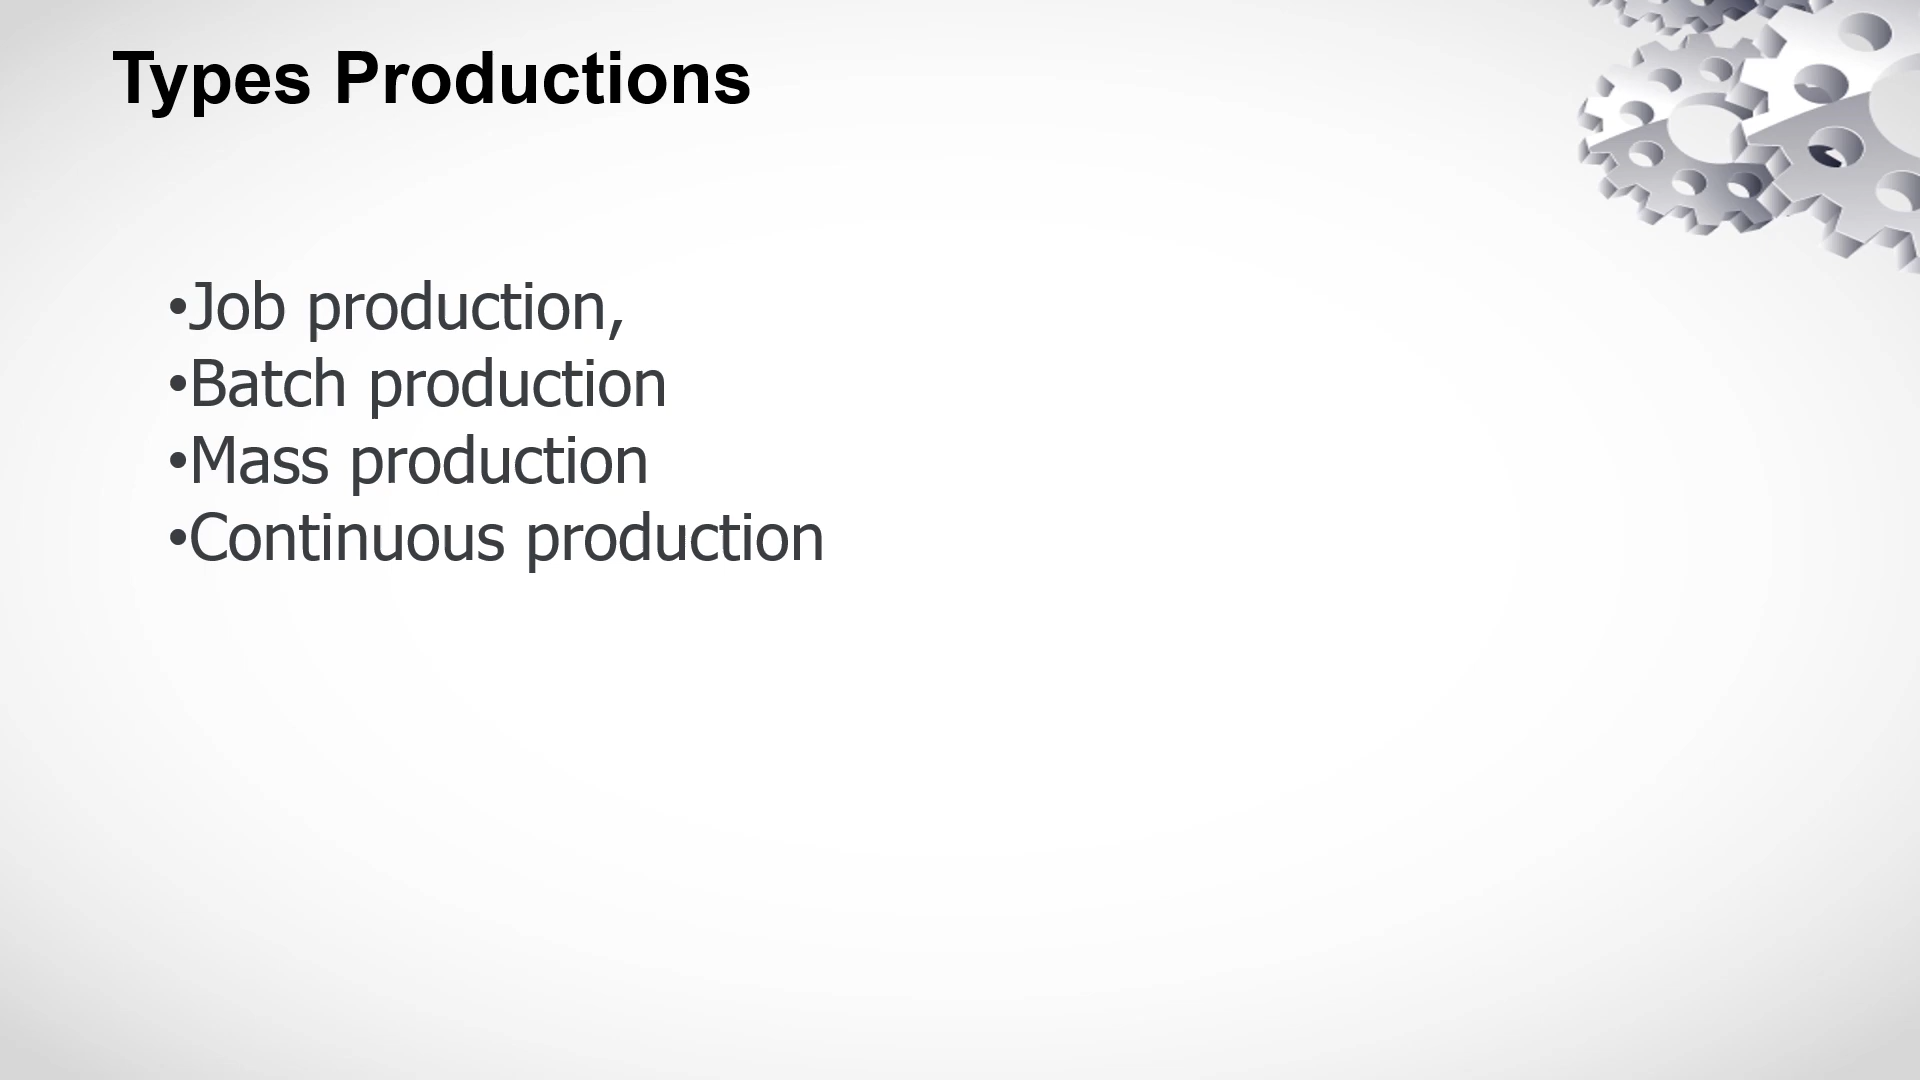 Types Productions
•Job production,
•Batch production
•Mass production
•Continuous production